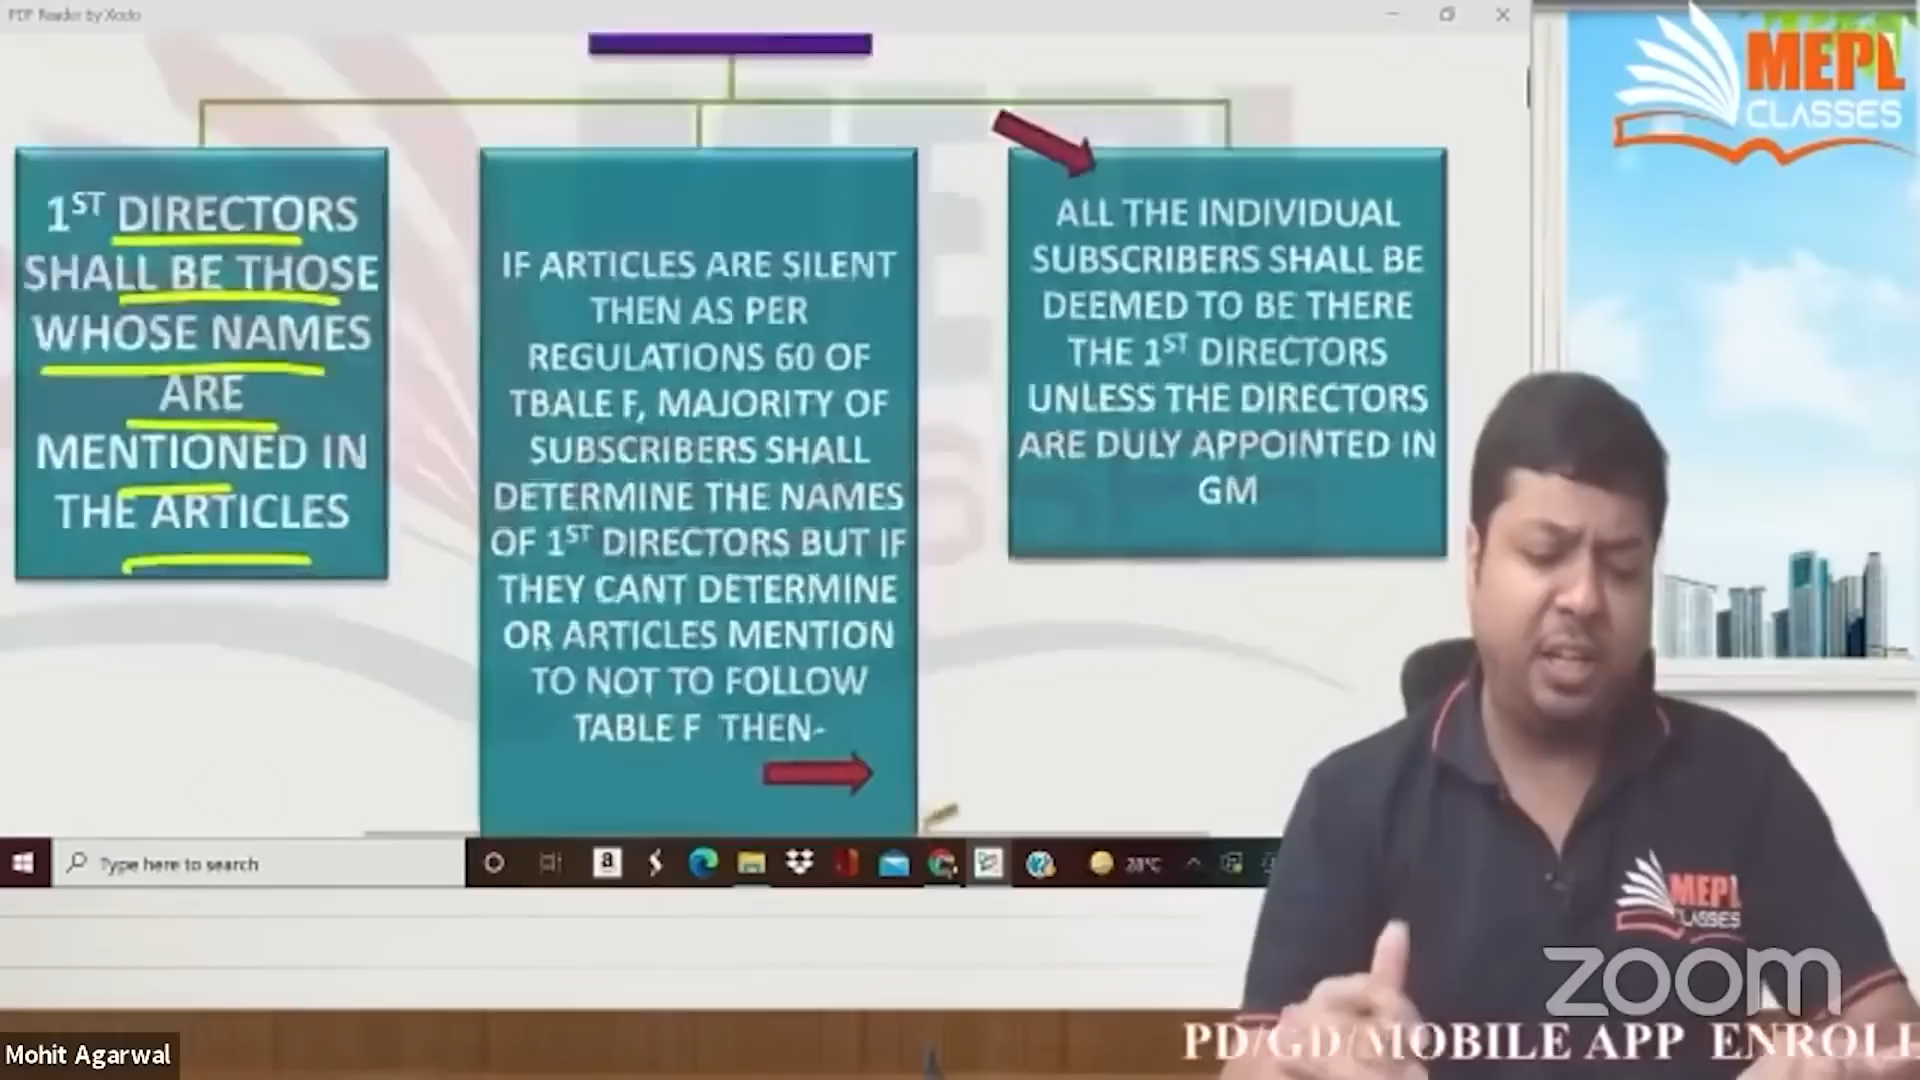 PDF Reader by Xodo
MEPL
CLASSES
1ST DIRECTORS
SHALL BE THOSE
WHOSE NAMES
ARE
MENTIONED IN
THE ARTICLES
IF ARTICLES ARE SILENT
THEN AS PER
REGULATIONS 60 OF
TBALE F, MAJORITY OF
SUBSCRIBERS SHALL
DETERMINE THE NAMES
OF 1ST DIRECTORS BUT IF
THEY CANT DETERMINE
OR ARTICLES MENTION
TO NOT TO FOLLOW
TABLE F THEN-
ALL THE INDIVIDUAL
SUBSCRIBERS SHALL BE
DEEMED TO BE THERE
THE 1ST DIRECTORS
UNLESS THE DIRECTORS
ARE DULY APPOINTED IN
GM
Type here to search
a
28°C
MEPL
CLASSES
zoom
Mohit Agarwal
PD/GD/MOBILE APP ENROLL